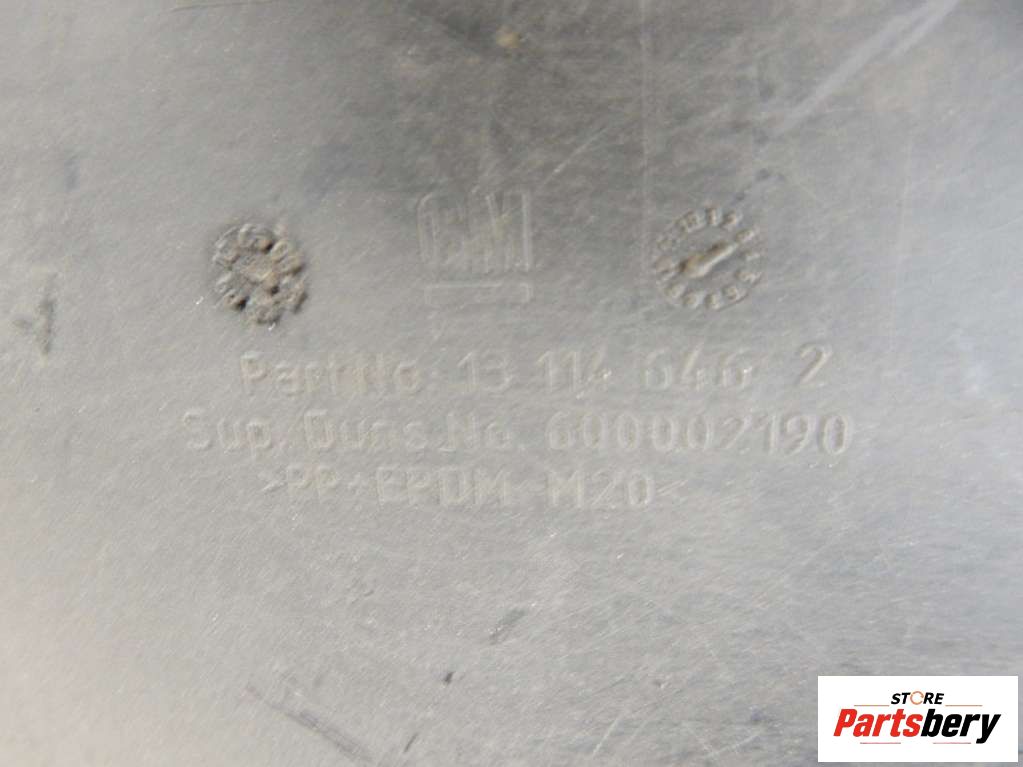 GM
Part.No. 13 114 646 2
Sup. Duns.No. 600002190
>PP+EPDM-M20<
STORE
Partsbery